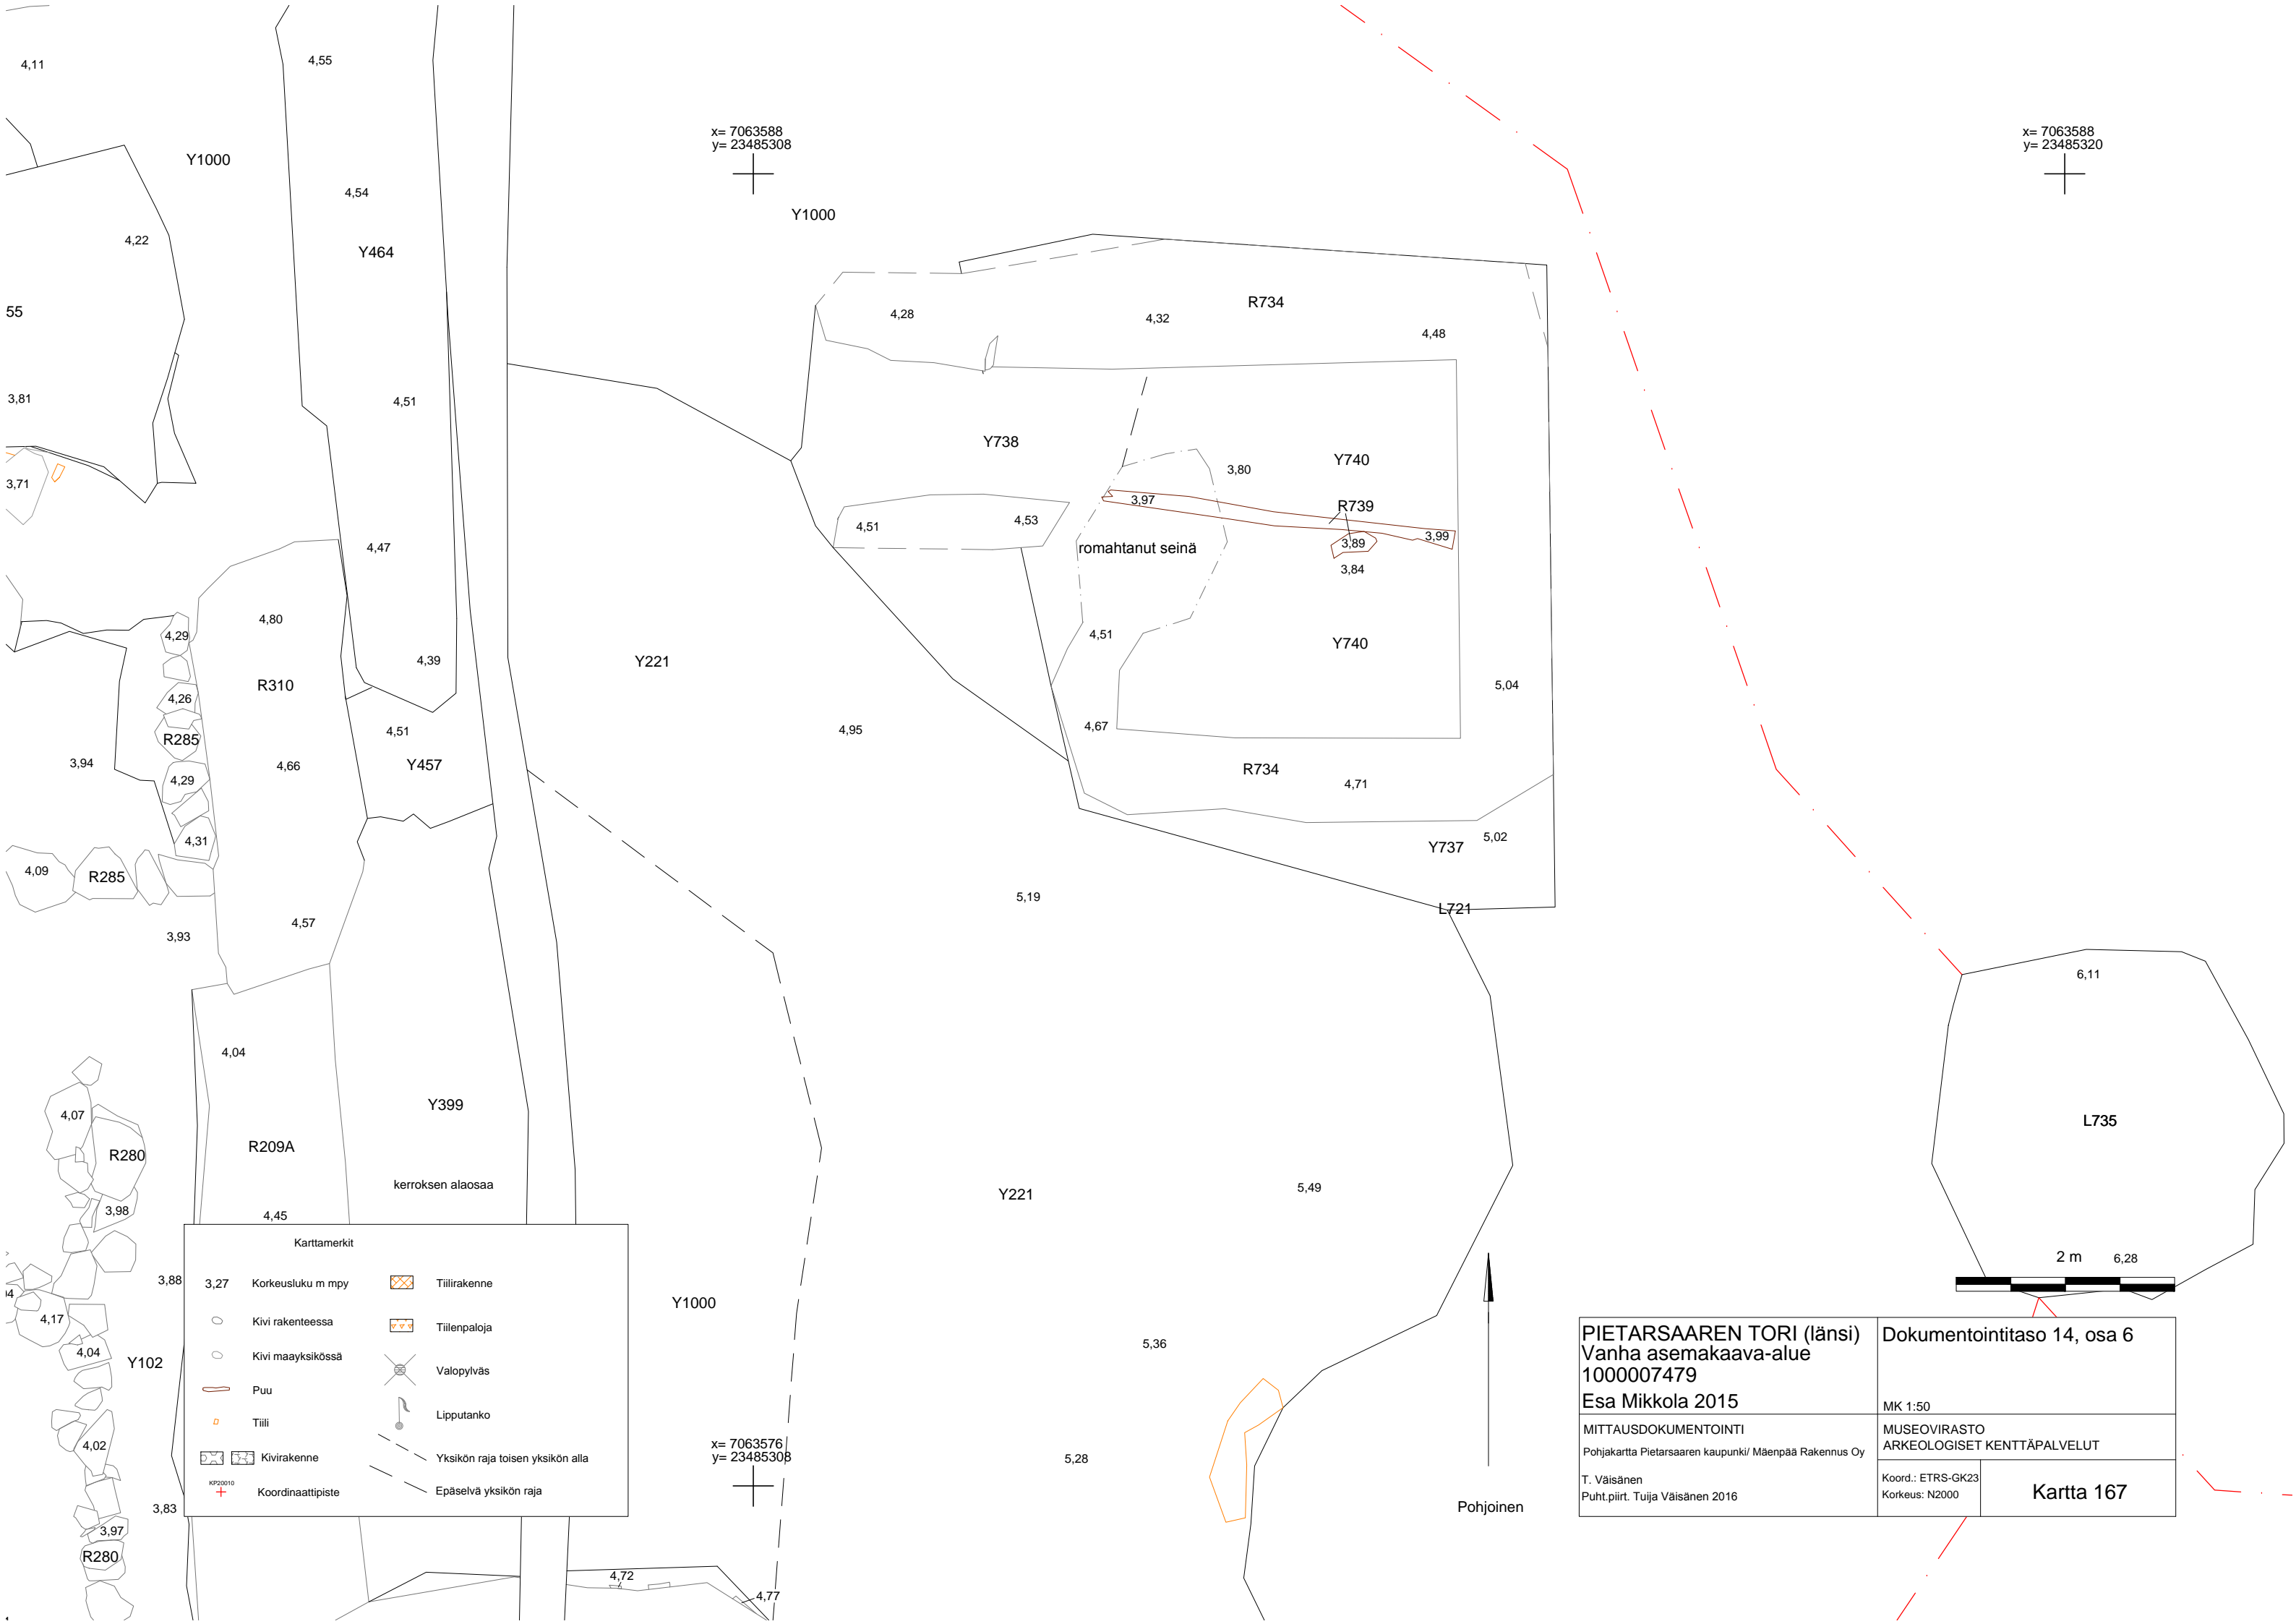 4,11
4,55
x= 7063588
y= 23485308
x= 7063588
y= 23485320
Y1000
4,54
Y1000
4,22
Y464
R734
55
4,28
4,32
4,48
3,81
4,51
Y738
Y740
3,80
3,71
3,97
R739
4,51
4,53
3,99
4,47
romahtanut seinä
3,89
3,84
4,80
4,29
4,51
Y740
4,39
Y221
R310
5,04
4,26
4,67
4,51
4,95
R285
3,94
4,66
Y457
R734
4,29
4,71
5,02
4,31
Y737
4,09
R285
5,19
L721
4,57
3,93
6,11
4,04
Y399
4,07
L735
R209A
R280
kerroksen alaosaa
Y221
5,49
3,98
4,45
Karttamerkit
3,27
Korkeusluku m mpy
Tiilirakenne
Kivi rakenteessa
Tiilenpaloja
Kivi maayksikössä
Valopylväs
Puu
Lipputanko
Tiili
Kivirakenne
Yksikön raja toisen yksikön alla
KP20010
Koordinaattipiste
Epäselvä yksikön raja
2 m
6,28
3,88
Y1000
4,17
5,36
4,04
Y102
PIETARSAAREN TORI (länsi)
Vanha asemakaava-alue
1000007479
Esa Mikkola 2015
Dokumentointitaso 14, osa 6
MK 1:50
MITTAUSDOKUMENTOINTI
Pohjakartta Pietarsaaren kaupunki/ Mäenpää Rakennus Oy
T. Väisänen
Puht.piirt. Tuija Väisänen 2016
MUSEOVIRASTO
ARKEOLOGISET KENTTÄPALVELUT
Koord.: ETRS-GK23
Korkeus: N2000
Kartta 167
4,02
x= 7063576
y= 23485308
5,28
3,83
Pohjoinen
3,97
R280
4,72
4,77